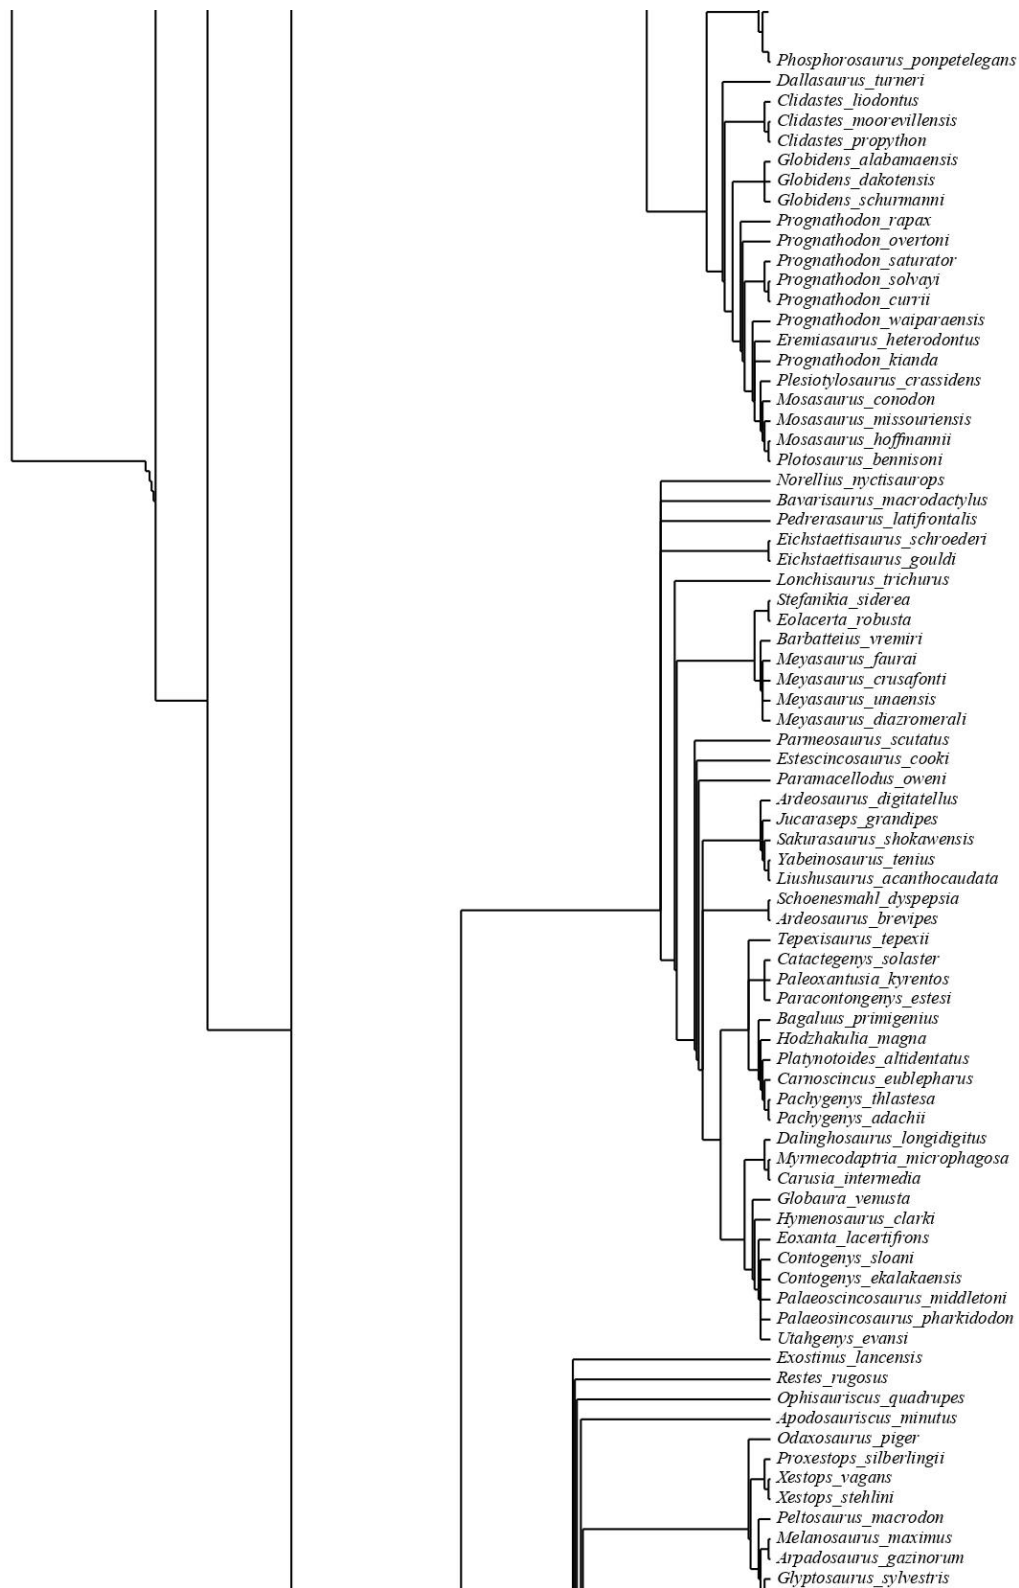 Phosphorosaurus_ponpetelegans
Dallasaurus_turneri
Clidastes_liodontus
Clidastes_moorevillensis
Clidastes_propython
Globidens_alabamaensis
Globidens_dakotensis
Globidens_schurmanni
Prognathodon_rapax
Prognathodon_overtoni
Prognathodon_saturator
Prognathodon_solvayi
Prognathodon_currii
Prognathodon_waiparaensis
Eremiasaurus_heterodontus
Prognathodon_kianda
Plesiotylosaurus_crassidens
Mosasaurus_conodon
Mosasaurus_missouriensis
Mosasaurus_hoffmannii
Plotosaurus_bennisoni
Norellius_nyctisaurops
Bavarisaurus_macrodactylus
Pedrerasaurus_latifrontalis
Eichstaettisaurus_schroederi
Eichstaettisaurus_gouldi
Lonchisaurus_trichurus
Stefanikia_siderea
Eolacerta_robusta
Barbatteius_vremiri
Meyasaurus_faurai
Meyasaurus_crusafonti
Meyasaurus_unaensis
Meyasaurus_diazromerali
Parmeosaurus_scutatus
Estescincosaurus_cooki
Paramacellodus_oweni
Ardeosaurus_digitatellus
Jucaraseps_grandipes
Sakurasaurus_shokawensis
Yabeinosaurus_tenius
Liushusaurus_acanthocaudata
Schoenesmahl_dyspepsia
Ardeosaurus_brevipes
Tepexisaurus_tepexii
Catactegenys_solaster
Paleoxantusia_kyrentos
Paracontongenys_estesi
Bagaluus_primigenius
Hodzhakulia_magna
Platynotoides_altidentatus
Carnoscincus_eublepharus
Pachygenys_thlastesa
Pachygenys_adachii
Dalinghosaurus_longidigitus
Myrmecodaptria_microphagosa
Carusia_intermedia
Globaura_venusta
Hymenosaurus_clarki
Eoxanta_lacertifrons
Contogenys_sloani
Contogenys_ekalakaensis
Palaeoscincosaurus_middletoni
Palaeosincosaurus_pharkidodon
Utahgenys_evansi
Exostinus_lancensis
Restes_rugosus
Ophisauriscus_quadrupes
Apodosauriscus_minutus
Odaxosaurus_piger
Proxestops_silberlingii
Xestops_vagans
Xestops_stehlini
Peltosaurus_macrodon
Melanosaurus_maximus
Arpadosaurus_gazinorum
Glyptosaurus_sylvestris